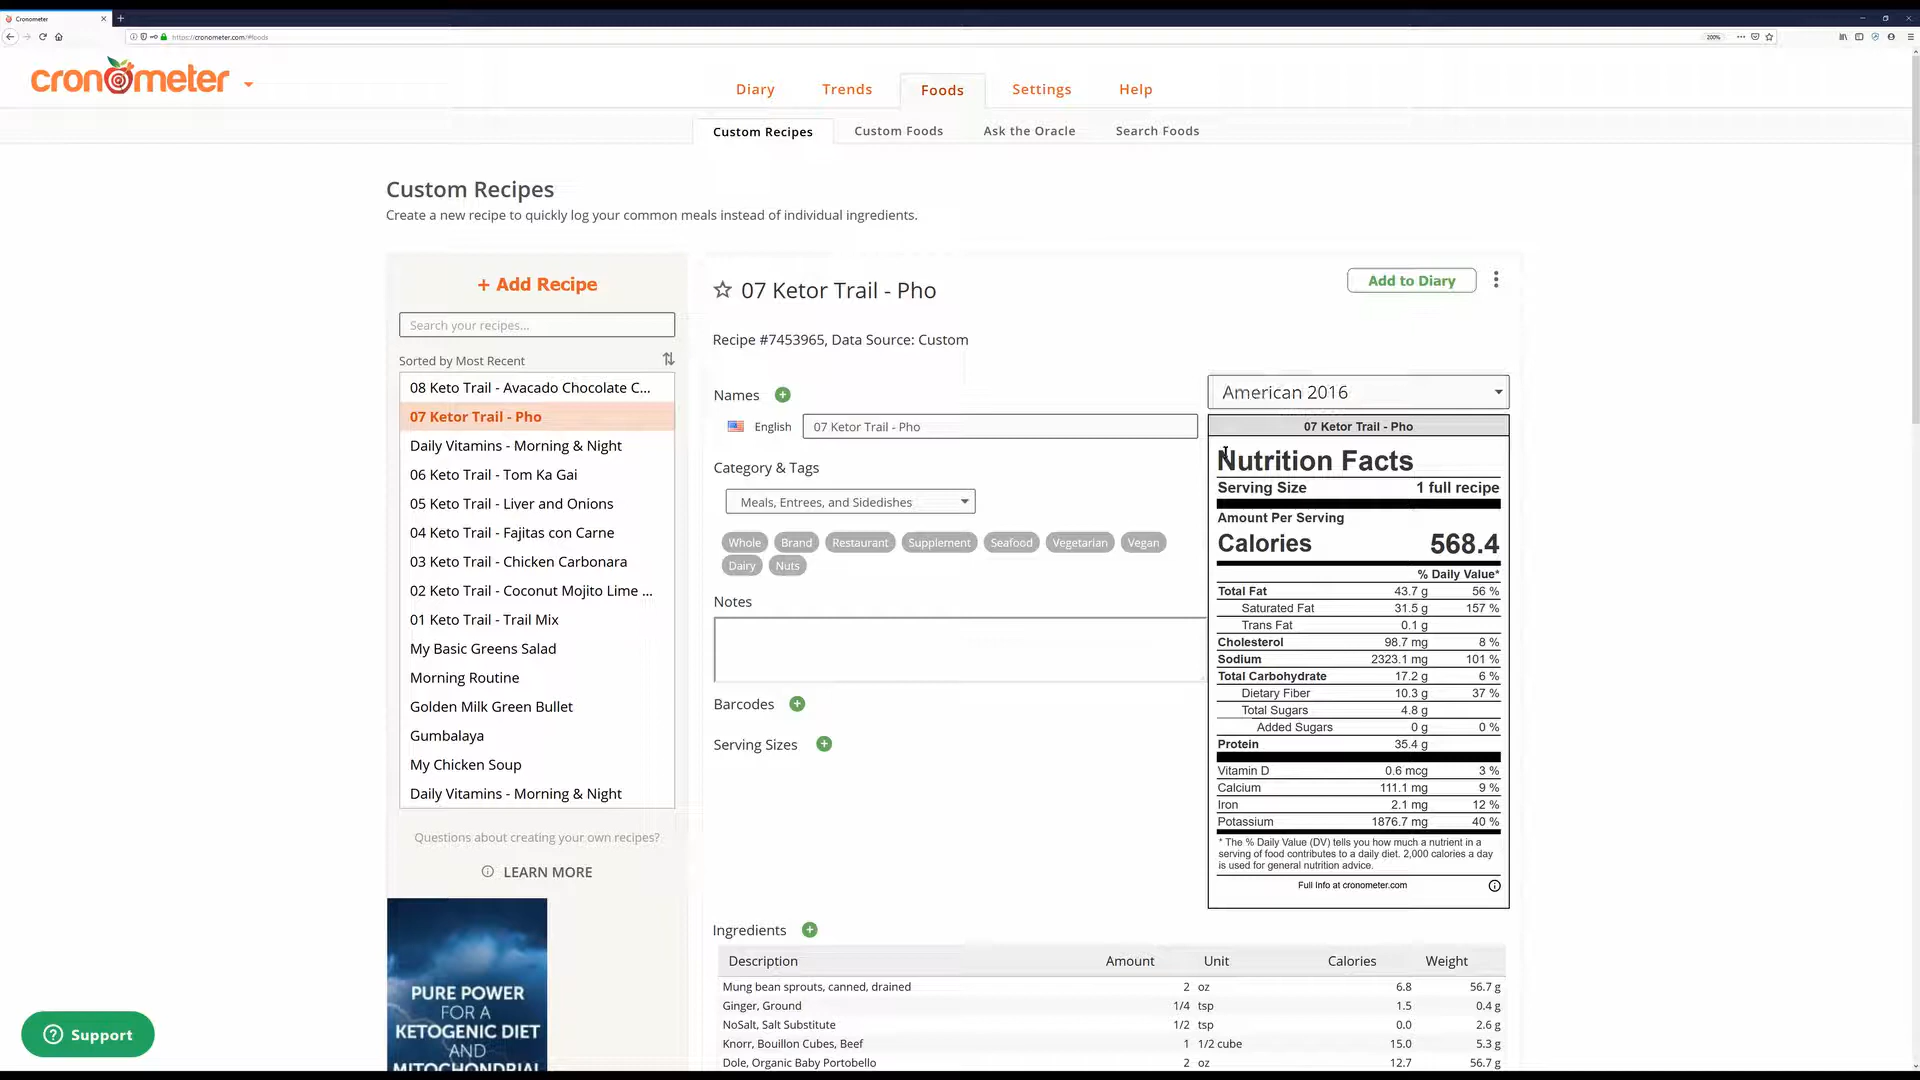 Cronometer
https://cronometer.com/#foods
200%
cronometer
Diary
Trends
Foods
Settings
Help
Custom Recipes
Custom Foods
Ask the Oracle
Search Foods
Custom Recipes
Create a new recipe to quickly log your common meals instead of individual ingredients.
+ Add Recipe
Search your recipes...
Sorted by Most Recent
08 Keto Trail - Avacado Chocolate C...
07 Ketor Trail - Pho
Daily Vitamins - Morning & Night
06 Keto Trail - Tom Ka Gai
05 Keto Trail - Liver and Onions
04 Keto Trail - Fajitas con Carne
03 Keto Trail - Chicken Carbonara
02 Keto Trail - Coconut Mojito Lime ...
01 Keto Trail - Trail Mix
My Basic Greens Salad
Morning Routine
Golden Milk Green Bullet
Gumbalaya
My Chicken Soup
Daily Vitamins - Morning & Night
Questions about creating your own recipes?
LEARN MORE
PURE POWER
FOR A
KETOGENIC DIET
AND
MITOCHONDRIAL
Support
07 Ketor Trail - Pho
Add to Diary
Recipe #7453965, Data Source: Custom
Names
English
07 Ketor Trail - Pho
Category & Tags
Meals, Entrees, and Sidedishes
Whole Brand Restaurant Supplement Seafood Vegetarian Vegan
Dairy Nuts
Notes
Barcodes
Serving Sizes
American 2016
07 Ketor Trail - Pho
Nutrition Facts
Serving Size 1 full recipe
Amount Per Serving
Calories 568.4
% Daily Value*
Total Fat 43.7 g 56 %
Saturated Fat 31.5 g 157 %
Trans Fat 0.1 g
Cholesterol 98.7 mg 8 %
Sodium 2323.1 mg 101 %
Total Carbohydrate 17.2 g 6 %
Dietary Fiber 10.3 g 37 %
Total Sugars 4.8 g
Added Sugars 0 g 0 %
Protein 35.4 g
Vitamin D 0.6 mcg 3 %
Calcium 111.1 mg 9 %
Iron 2.1 mg 12 %
Potassium 1876.7 mg 40 %
* The % Daily Value (DV) tells you how much a nutrient in a
serving of food contributes to a daily diet. 2,000 calories a day
is used for general nutrition advice.
Full Info at cronometer.com
Ingredients
Description Amount Unit Calories Weight
Mung bean sprouts, canned, drained 2 oz 6.8 56.7 g
Ginger, Ground 1/4 tsp 1.5 0.4 g
NoSalt, Salt Substitute 1/2 tsp 0.0 2.6 g
Knorr, Bouillon Cubes, Beef 1 1/2 cube 15.0 5.3 g
Dole, Organic Baby Portobello 2 oz 12.7 56.7 g